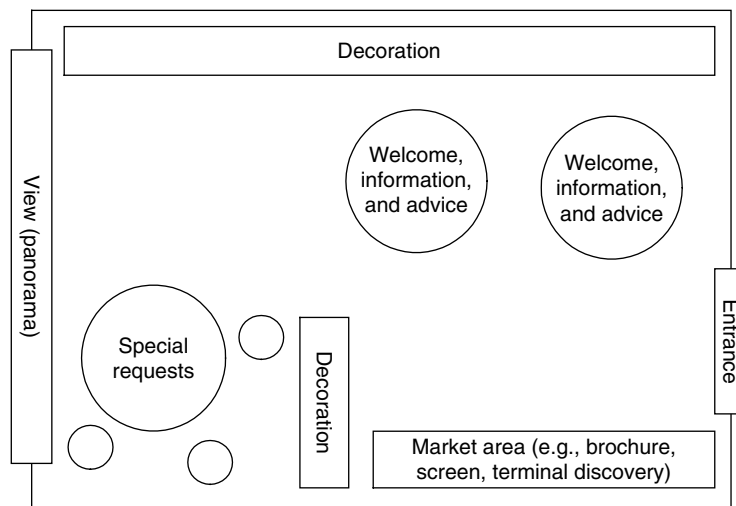 Decoration
Welcome,
information,
and advice
Welcome,
information,
and advice
View (panorama)
Entrance
Special
requests
Decoration
Market area (e.g., brochure,
screen, terminal discovery)